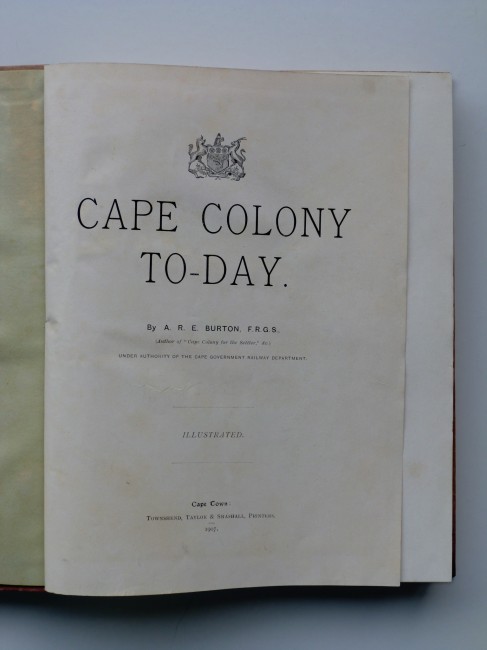 CAPE COLONY
TO-DAY.
By A. R. E. BURTON, F.R.G.S.
(Author of "Cape Colony for the Settler," &c.)
UNDER AUTHORITY OF THE CAPE GOVERNMENT RAILWAY DEPARTMENT.
ILLUSTRATED.
Cape Town:
TOWNSHEND, TAYLOR & SNASHALL, PRINTERS.
1907.